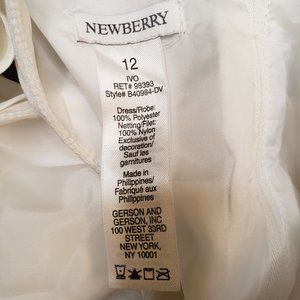 NEWBERRY
12
IVO
RET# 98393
Style# B40984-DV
Dress/Robe:
100% Polyester
Netting/Filet:
100% Nylon
Exclusive of
decoration/
Sauf les
garnitures
Made in
Philippines/
Fabriqué aux
Philippines
GERSON AND
GERSON, INC
100 WEST 33RD
STREET
NEW YORK,
NY 10001